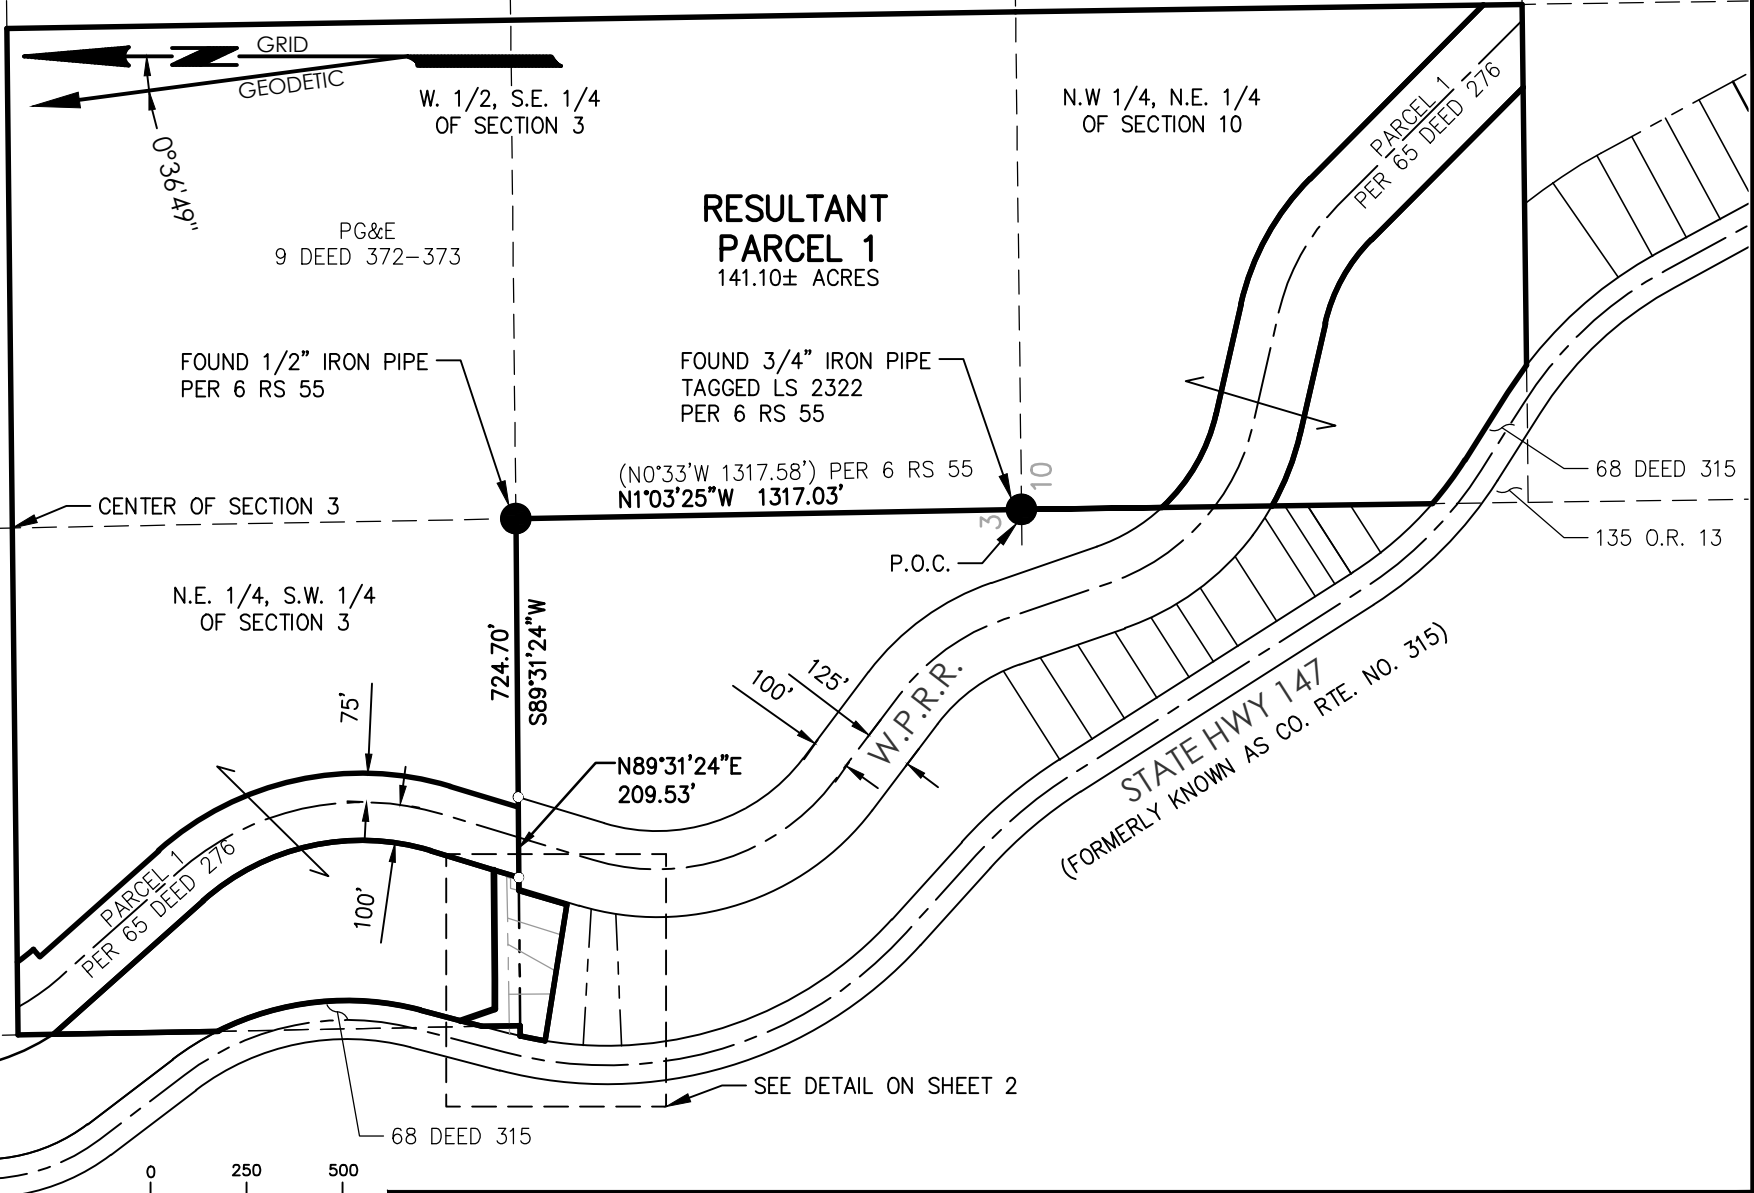 GRID
GEODETIC
0°36'49"
W. 1/2, S.E. 1/4
OF SECTION 3
N.W 1/4, N.E. 1/4
OF SECTION 10
PARCEL 1
PER 65 DEED 276
RESULTANT
PARCEL 1
141.10± ACRES
PG&E
9 DEED 372-373
FOUND 1/2" IRON PIPE
PER 6 RS 55
FOUND 3/4" IRON PIPE
TAGGED LS 2322
PER 6 RS 55
(N0°33'W 1317.58') PER 6 RS 55
N1°03'25"W 1317.03'
10
3
CENTER OF SECTION 3
P.O.C.
68 DEED 315
135 O.R. 13
N.E. 1/4, S.W. 1/4
OF SECTION 3
724.70'
S89°31'24"W
75'
100'
125'
W.P.R.R.
N89°31'24"E
209.53'
STATE HWY 147
(FORMERLY KNOWN AS CO. RTE. NO. 315)
PARCEL 1
PER 65 DEED 276
100'
SEE DETAIL ON SHEET 2
68 DEED 315
0 250 500